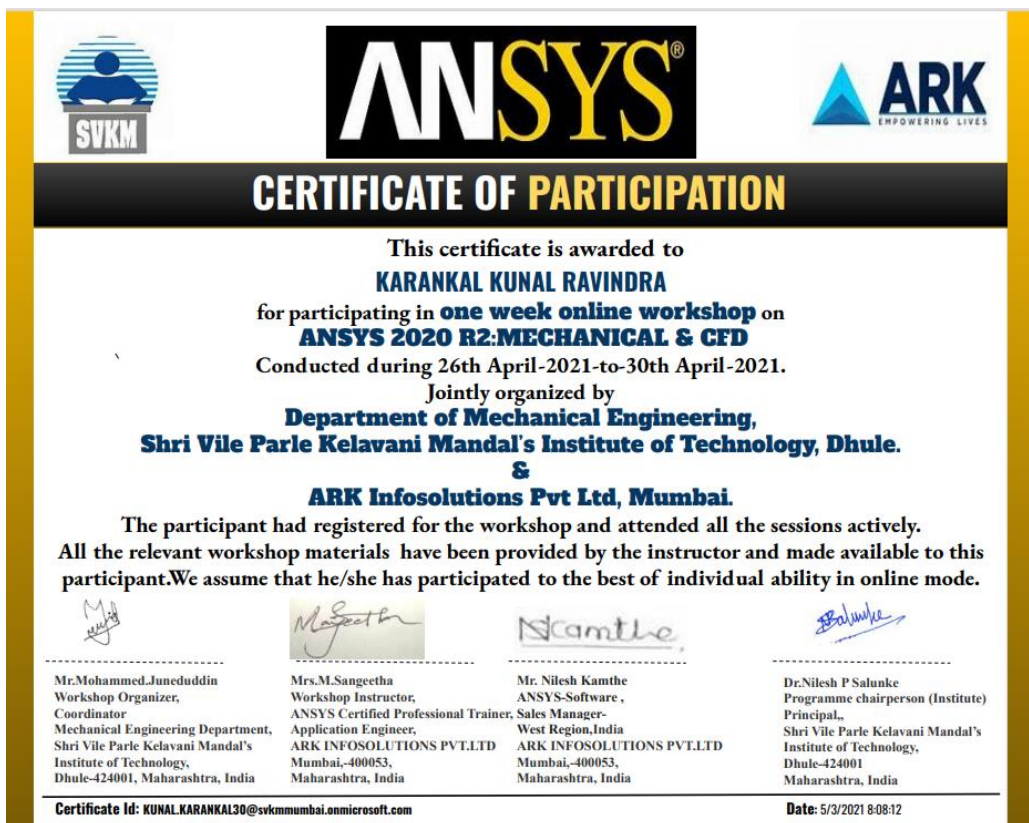 SVKM
ANSYS®
ARK
EMPOWERING LIVES
CERTIFICATE OF PARTICIPATION
This certificate is awarded to
KARANKAL KUNAL RAVINDRA
for participating in one week online workshop on
ANSYS 2020 R2:MECHANICAL & CFD
Conducted during 26th April-2021-to-30th April-2021.
Jointly organized by
Department of Mechanical Engineering,
Shri Vile Parle Kelavani Mandal's Institute of Technology, Dhule.
&
ARK Infosolutions Pvt Ltd, Mumbai.
The participant had registered for the workshop and attended all the sessions actively.
All the relevant workshop materials have been provided by the instructor and made available to this
participant.We assume that he/she has participated to the best of individual ability in online mode.
MSangeetha
NKamthe
NPSalunke
Mr.Mohammed.Juneduddin
Workshop Organizer,
Coordinator
Mechanical Engineering Department,
Shri Vile Parle Kelavani Mandal's
Institute of Technology,
Dhule-424001, Maharashtra, India
Mrs.M.Sangeetha
Workshop Instructor,
ANSYS Certified Professional Trainer,
Application Engineer,
ARK INFOSOLUTIONS PVT.LTD
Mumbai,-400053,
Maharashtra, India
Mr. Nilesh Kamthe
ANSYS-Software ,
Sales Manager-
West Region,India
ARK INFOSOLUTIONS PVT.LTD
Mumbai,-400053,
Maharashtra, India
Dr.Nilesh P Salunke
Programme chairperson (Institute)
Principal,,
Shri Vile Parle Kelavani Mandal's
Institute of Technology,
Dhule-424001
Maharashtra, India
Certificate Id: KUNAL.KARANKAL30@svkmmumbai.onmicrosoft.com
Date: 5/3/2021 8:08:12